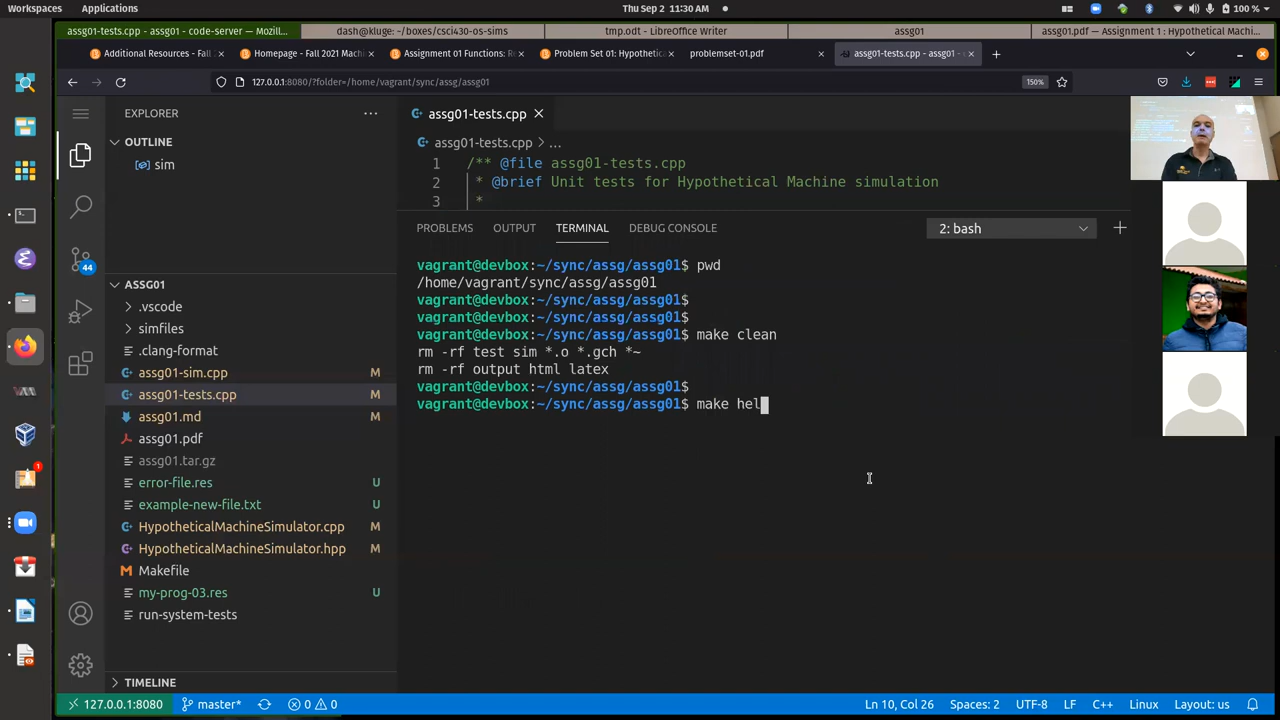 Workspaces
Applications
Thu Sep 2 11:30 AM
100 %
assg01-tests.cpp - assg01 - code-server — Mozil...
dash@kluge: ~/boxes/csci430-os-sims
tmp.odt - LibreOffice Writer
assg01
assg01.pdf — Assignment 1 : Hypothetical Mac...
Additional Resources - Fall
Homepage - Fall 2021 Mach
Assignment 01 Functions: Re
Problem Set 01: Hypothetica
problemset-01.pdf
assg01-tests.cpp - assg01 -
127.0.0.1:8080/?folder=/home/vagrant/sync/assg/assg01
150%
EXPLORER
OUTLINE
sim
44
ASSG01
.vscode
simfiles
.clang-format
assg01-sim.cpp M
assg01-tests.cpp M
assg01.md M
assg01.pdf
assg01.tar.gz
error-file.res U
example-new-file.txt U
HypotheticalMachineSimulator.cpp M
HypotheticalMachineSimulator.hpp M
Makefile
my-prog-03.res U
run-system-tests
TIMELINE
assg01-tests.cpp
assg01-tests.cpp > ...
1 /** @file assg01-tests.cpp
2 * @brief Unit tests for Hypothetical Machine simulation
3 *
PROBLEMS OUTPUT TERMINAL DEBUG CONSOLE
2: bash
vagrant@devbox:~/sync/assg/assg01$ pwd
/home/vagrant/sync/assg/assg01
vagrant@devbox:~/sync/assg/assg01$
vagrant@devbox:~/sync/assg/assg01$
vagrant@devbox:~/sync/assg/assg01$ make clean
rm -rf test sim *.o *.gch *~
rm -rf output html latex
vagrant@devbox:~/sync/assg/assg01$
vagrant@devbox:~/sync/assg/assg01$ make hel
1
127.0.0.1:8080
master*
0
0
Ln 10, Col 26
Spaces: 2
UTF-8
LF
C++
Linux
Layout: us